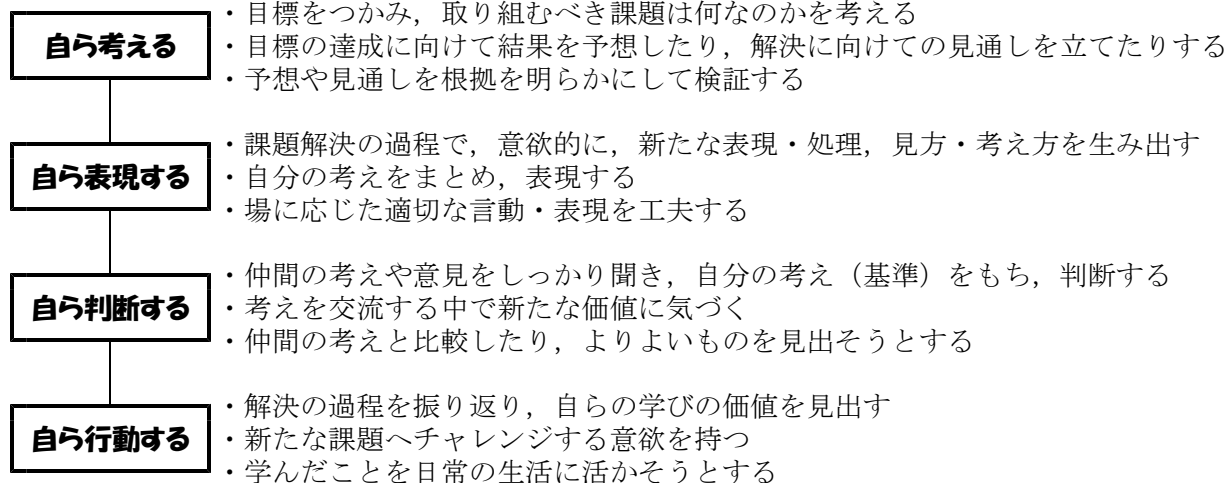 ・目標をつかみ，取り組むべき課題は何なのかを考える
自ら考える
・目標の達成に向けて結果を予想したり，解決に向けての見通しを立てたりする
・予想や見通しを根拠を明らかにして検証する
・課題解決の過程で，意欲的に，新たな表現・処理，見方・考え方を生み出す
自ら表現する
・自分の考えをまとめ，表現する
・場に応じた適切な言動・表現を工夫する
・仲間の考えや意見をしっかり聞き，自分の考え（基準）をもち，判断する
自ら判断する
・考えを交流する中で新たな価値に気づく
・仲間の考えと比較したり，よりよいものを見出そうとする
・解決の過程を振り返り，自らの学びの価値を見出す
自ら行動する
・新たな課題へチャレンジする意欲を持つ
・学んだことを日常の生活に活かそうとする